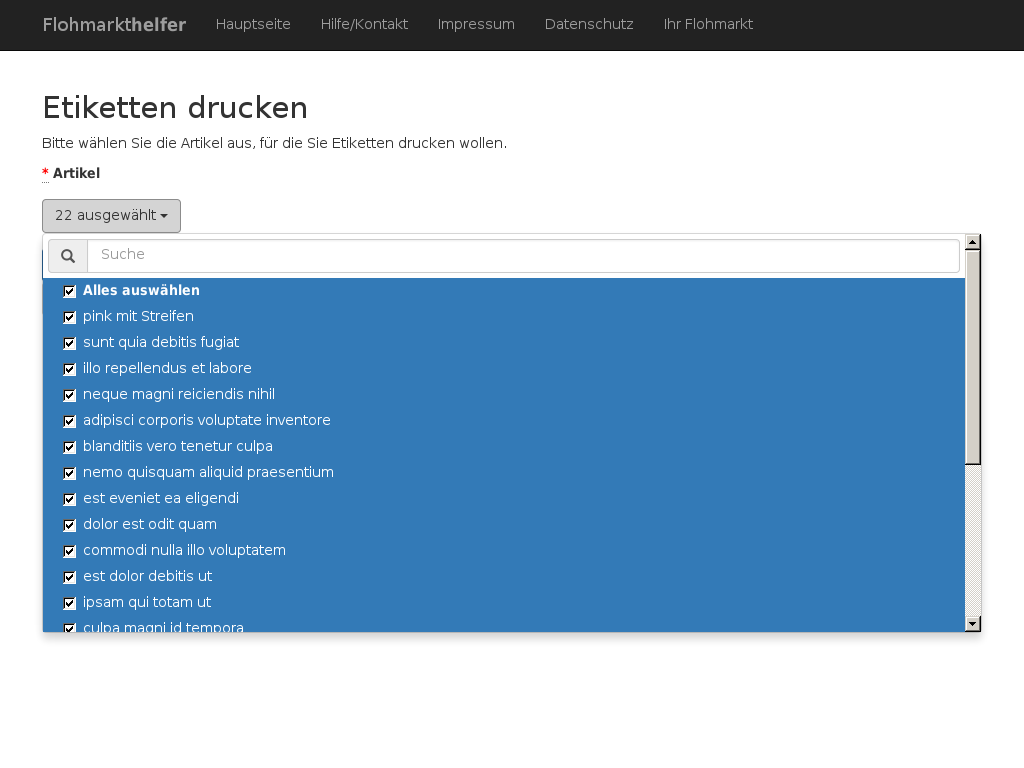 Flohmarkthelfer Hauptseite Hilfe/Kontakt Impressum Datenschutz Ihr Flohmarkt
Etiketten drucken
Bitte wählen Sie die Artikel aus, für die Sie Etiketten drucken wollen.
* Artikel
22 ausgewählt
Suche
Alles auswählen
pink mit Streifen
sunt quia debitis fugiat
illo repellendus et labore
neque magni reiciendis nihil
adipisci corporis voluptate inventore
blanditiis vero tenetur culpa
nemo quisquam aliquid praesentium
est eveniet ea eligendi
dolor est odit quam
commodi nulla illo voluptatem
est dolor debitis ut
ipsam qui totam ut
culpa magni id tempora